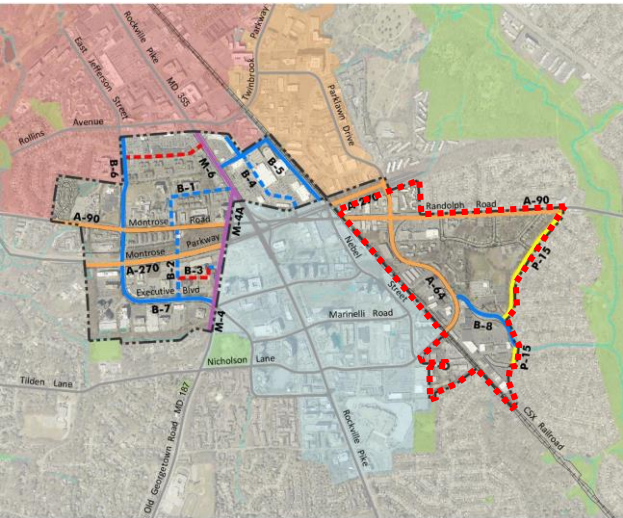 Rockville Pike MD 355
East Jefferson Street
Twinbrook Parkway
Parklawn Drive
Rollins Avenue
B-6
M-6
B-5
B-4
B-1
A-270
Randolph Road
A-90
A-90
Montrose Road
M-4A
Montrose Parkway
A-270
B-2
B-3
Nebel Street
A-64
P-15
Executive Blvd
B-7
M-4
Marinelli Road
B-8
Nicholson Lane
P-15
Tilden Lane
MD 187
Old Georgetown Road
Rockville Pike
CSX Railroad